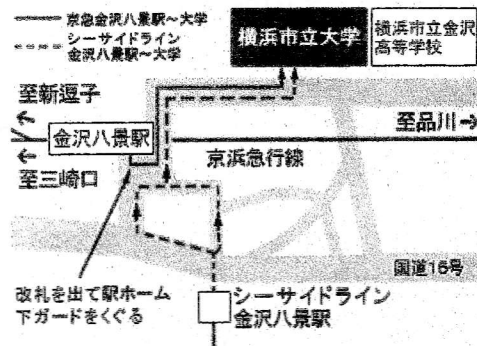 京急金沢八景駅～大学
シーサイドライン
金沢八景駅～大学
横浜市立大学
横浜市立金沢
高等学校
至新逗子
金沢八景駅
至品川→
京浜急行線
至三崎口
国道16号
改札を出て駅ホーム
下ガードをくぐる
シーサイドライン
金沢八景駅